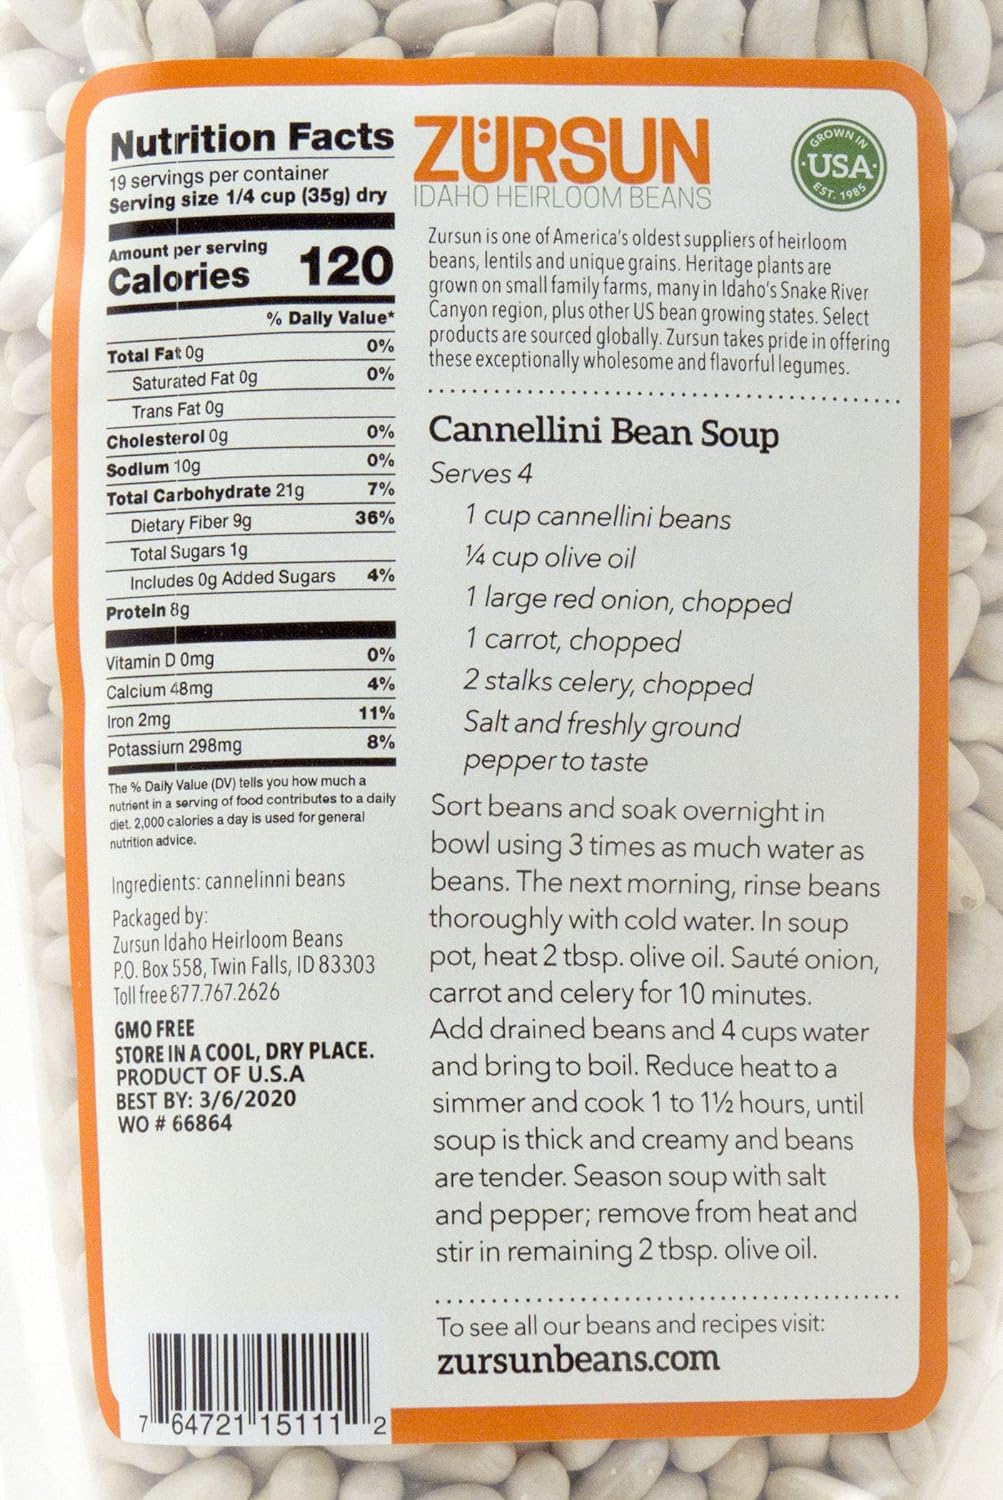 Nutrition Facts
19 servings per container
Serving size 1/4 cup (35g) dry
Amount per serving
Calories 120
% Daily Value*
Total Fat 0g 0%
Saturated Fat 0g 0%
Trans Fat 0g
Cholesterol 0g 0%
Sodium 10g 0%
Total Carbohydrate 21g 7%
Dietary Fiber 9g 36%
Total Sugars 1g
Includes 0g Added Sugars 4%
Protein 8g
Vitamin D 0mg 0%
Calcium 48mg 4%
Iron 2mg 11%
Potassium 298mg 8%
The % Daily Value (DV) tells you how much a
nutrient in a serving of food contributes to a daily
diet. 2,000 calories a day is used for general
nutrition advice.
Ingredients: cannelinni beans
Packaged by:
Zursun Idaho Heirloom Beans
P.O. Box 558, Twin Falls, ID 83303
Toll free 877.767.2626
GMO FREE
STORE IN A COOL, DRY PLACE.
PRODUCT OF U.S.A
BEST BY: 3/6/2020
WO # 66864
7 64721 15111 2
ZÜRSUN
IDAHO HEIRLOOM BEANS
GROWN IN
·USA·
EST. 1985
Zursun is one of America's oldest suppliers of heirloom
beans, lentils and unique grains. Heritage plants are
grown on small family farms, many in Idaho's Snake River
Canyon region, plus other US bean growing states. Select
products are sourced globally. Zursun takes pride in offering
these exceptionally wholesome and flavorful legumes.
Cannellini Bean Soup
Serves 4
1 cup cannellini beans
¼ cup olive oil
1 large red onion, chopped
1 carrot, chopped
2 stalks celery, chopped
Salt and freshly ground
pepper to taste
Sort beans and soak overnight in
bowl using 3 times as much water as
beans. The next morning, rinse beans
thoroughly with cold water. In soup
pot, heat 2 tbsp. olive oil. Sauté onion,
carrot and celery for 10 minutes.
Add drained beans and 4 cups water
and bring to boil. Reduce heat to a
simmer and cook 1 to 1½ hours, until
soup is thick and creamy and beans
are tender. Season soup with salt
and pepper; remove from heat and
stir in remaining 2 tbsp. olive oil.
To see all our beans and recipes visit:
zursunbeans.com